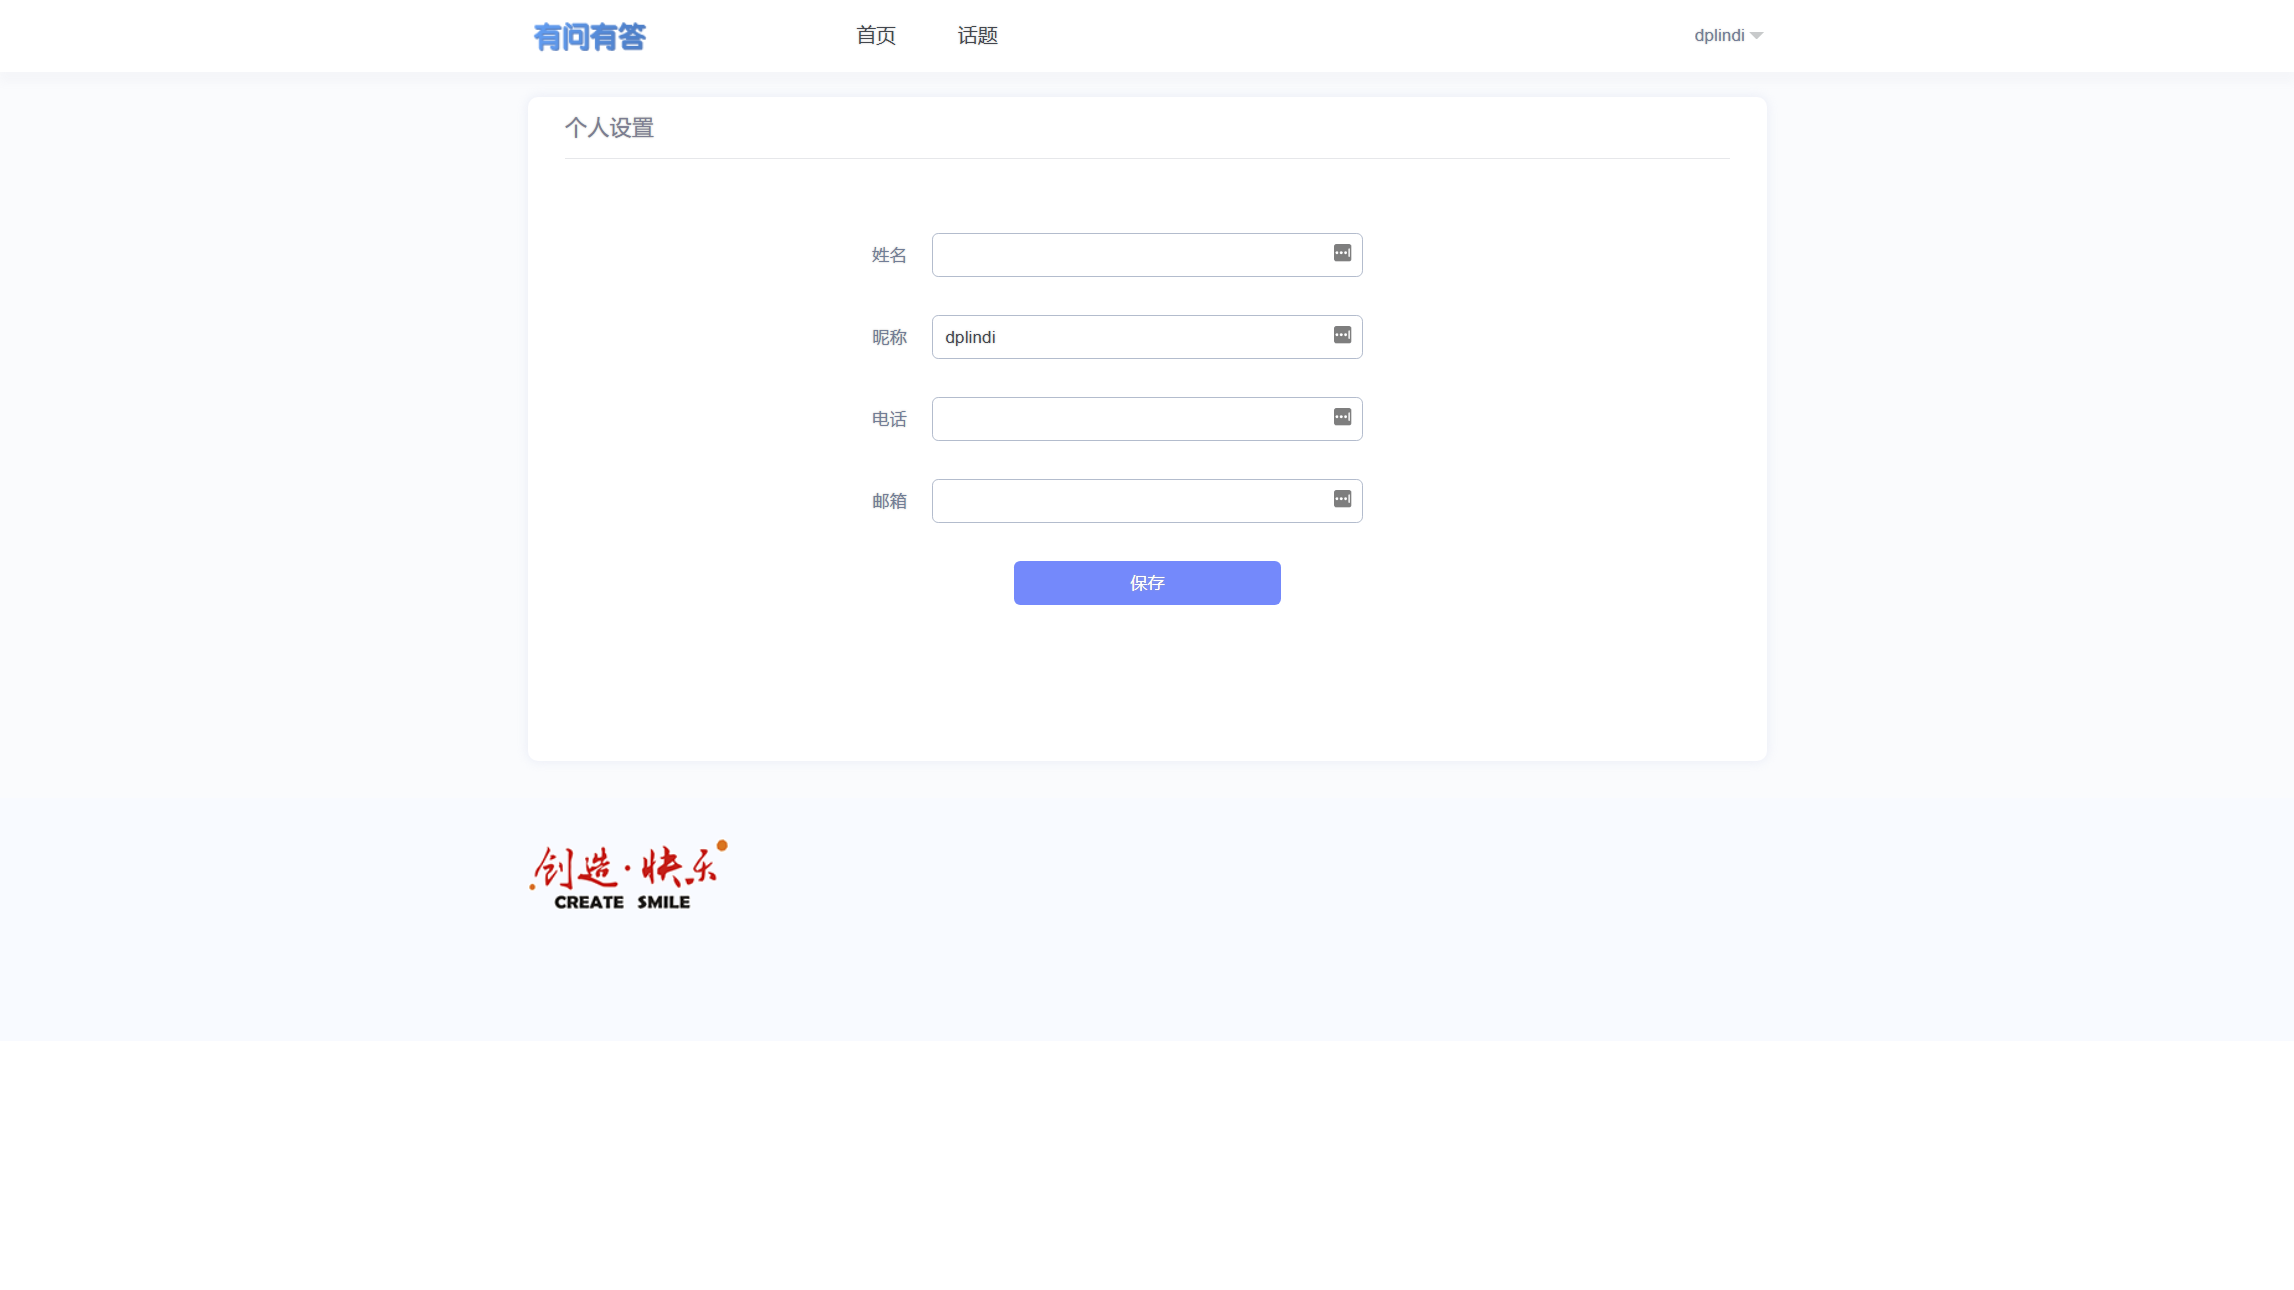 有问有答
首页
话题
dplindi
个人设置
姓名
昵称
dplindi
电话
邮箱
保存
创造·快乐
CREATE SMILE